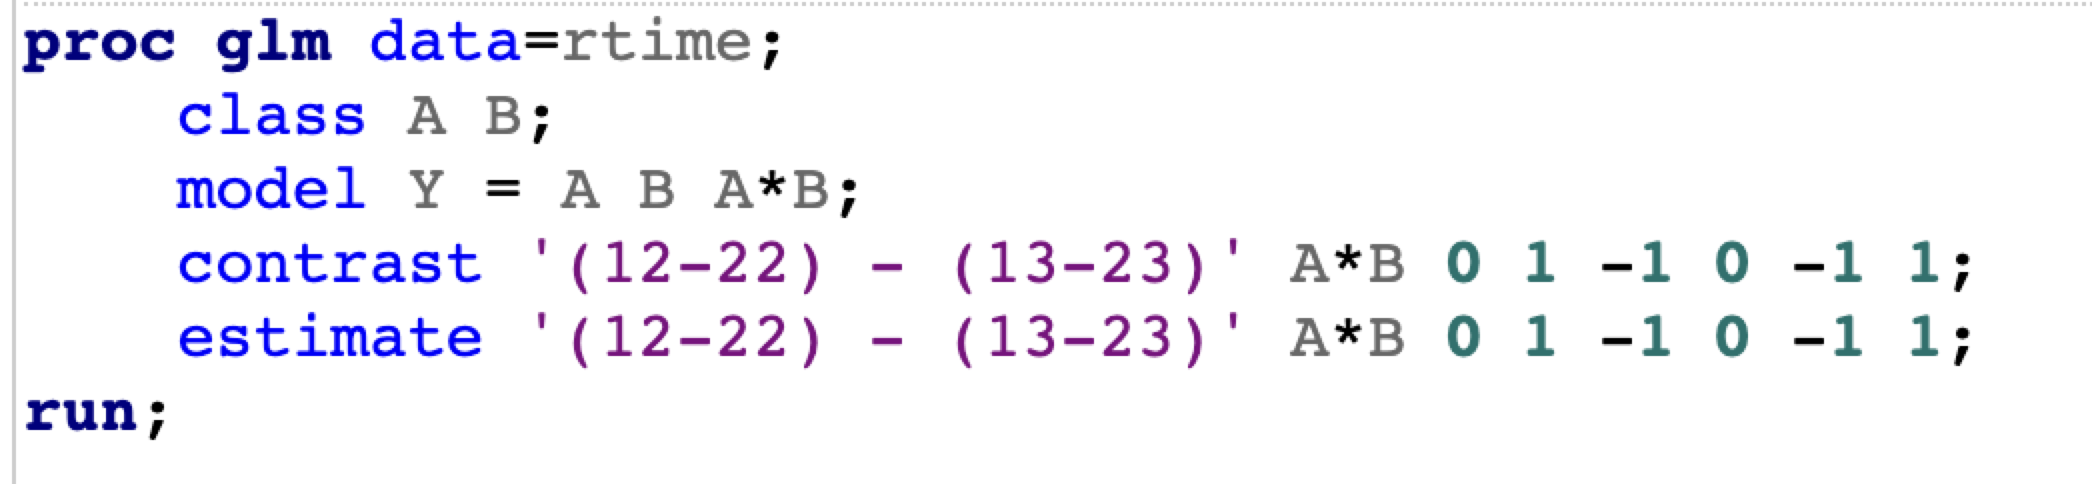 proc glm data=rtime;
    class A B;
    model Y = A B A*B;
    contrast '(12-22) - (13-23)' A*B 0 1 -1 0 -1 1;
    estimate '(12-22) - (13-23)' A*B 0 1 -1 0 -1 1;
run;